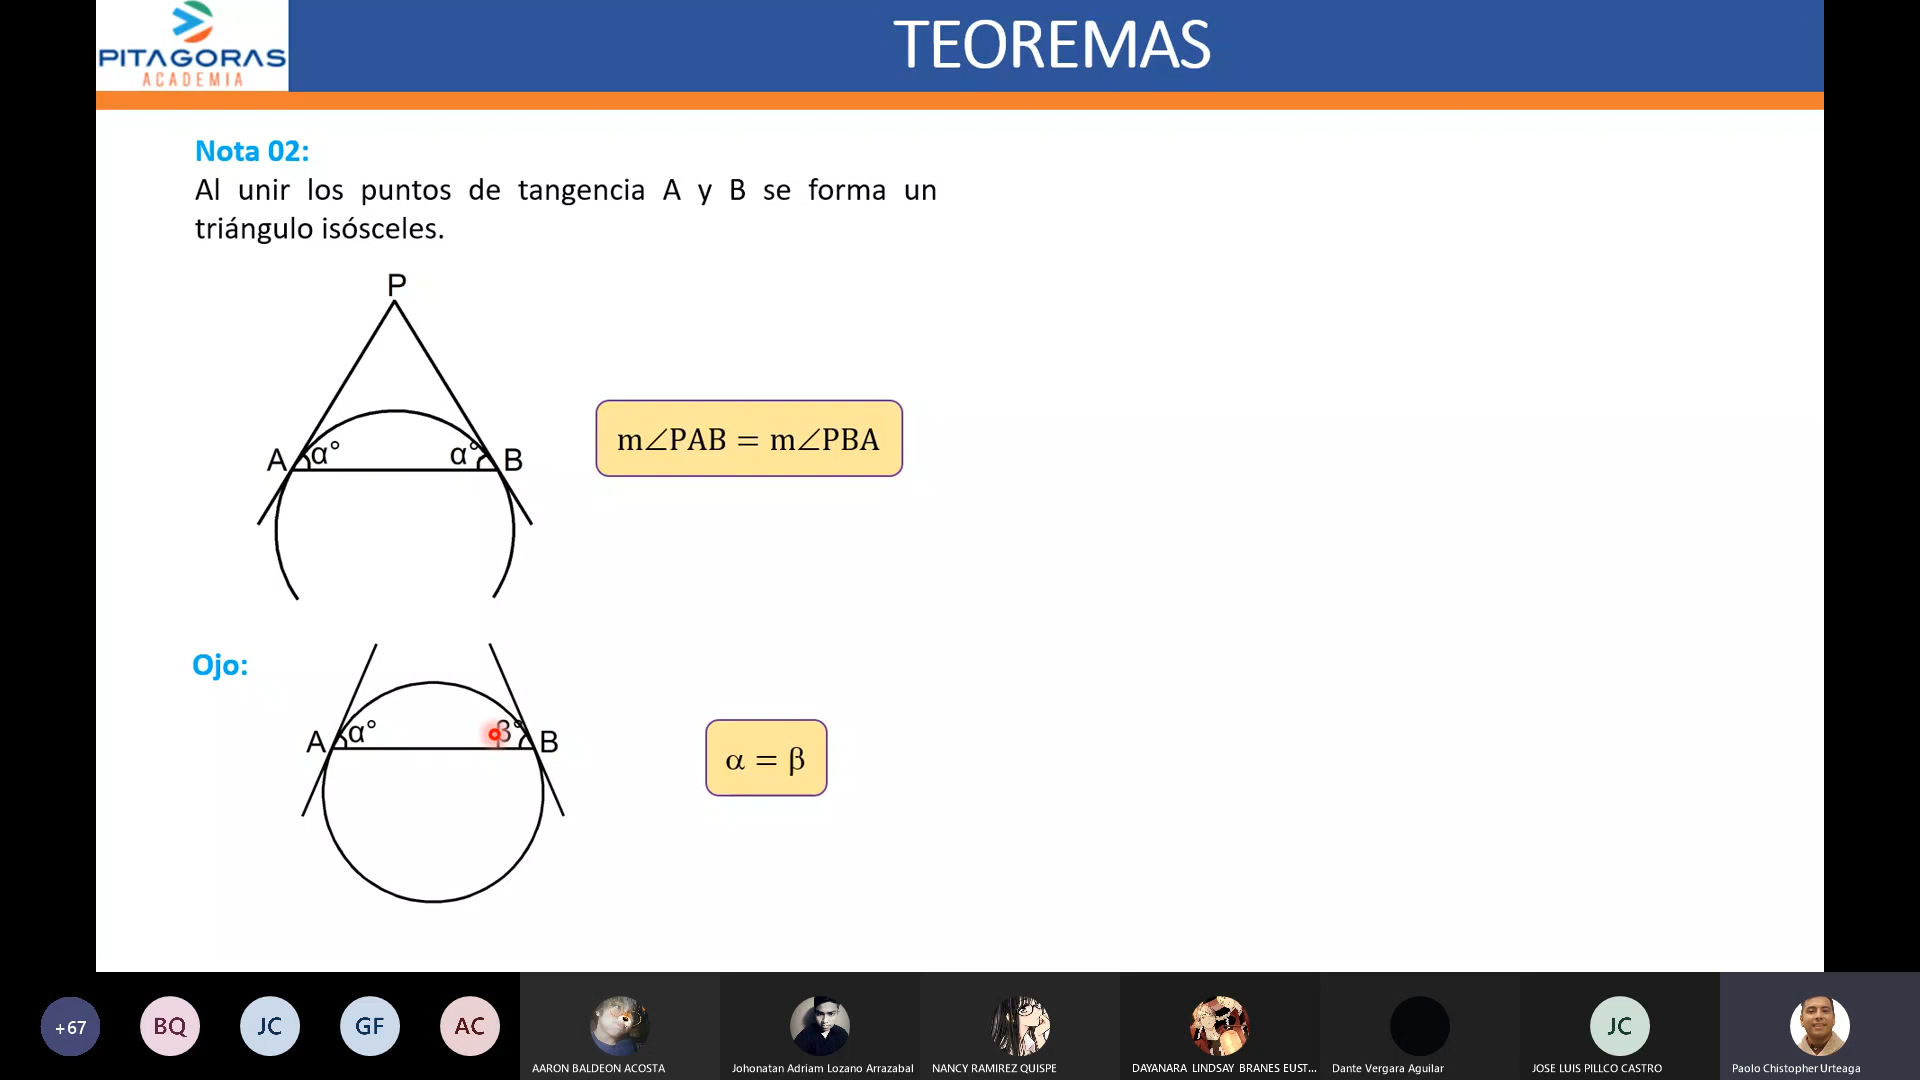 PITAGORAS
ACADEMIA
TEOREMAS
Nota 02:
Al unir los puntos de tangencia A y B se forma un
triángulo isósceles.
P
A α° α° B
m∠PAB = m∠PBA
Ojo:
A α° β° B
α = β
+67
BQ
JC
GF
AC
JC
AARON BALDEON ACOSTA
Johonatan Adriam Lozano Arrazabal
NANCY RAMIREZ QUISPE
DAYANARA LINDSAY BRANES EUST...
Dante Vergara Aguilar
JOSE LUIS PILLCO CASTRO
Paolo Chistopher Urteaga